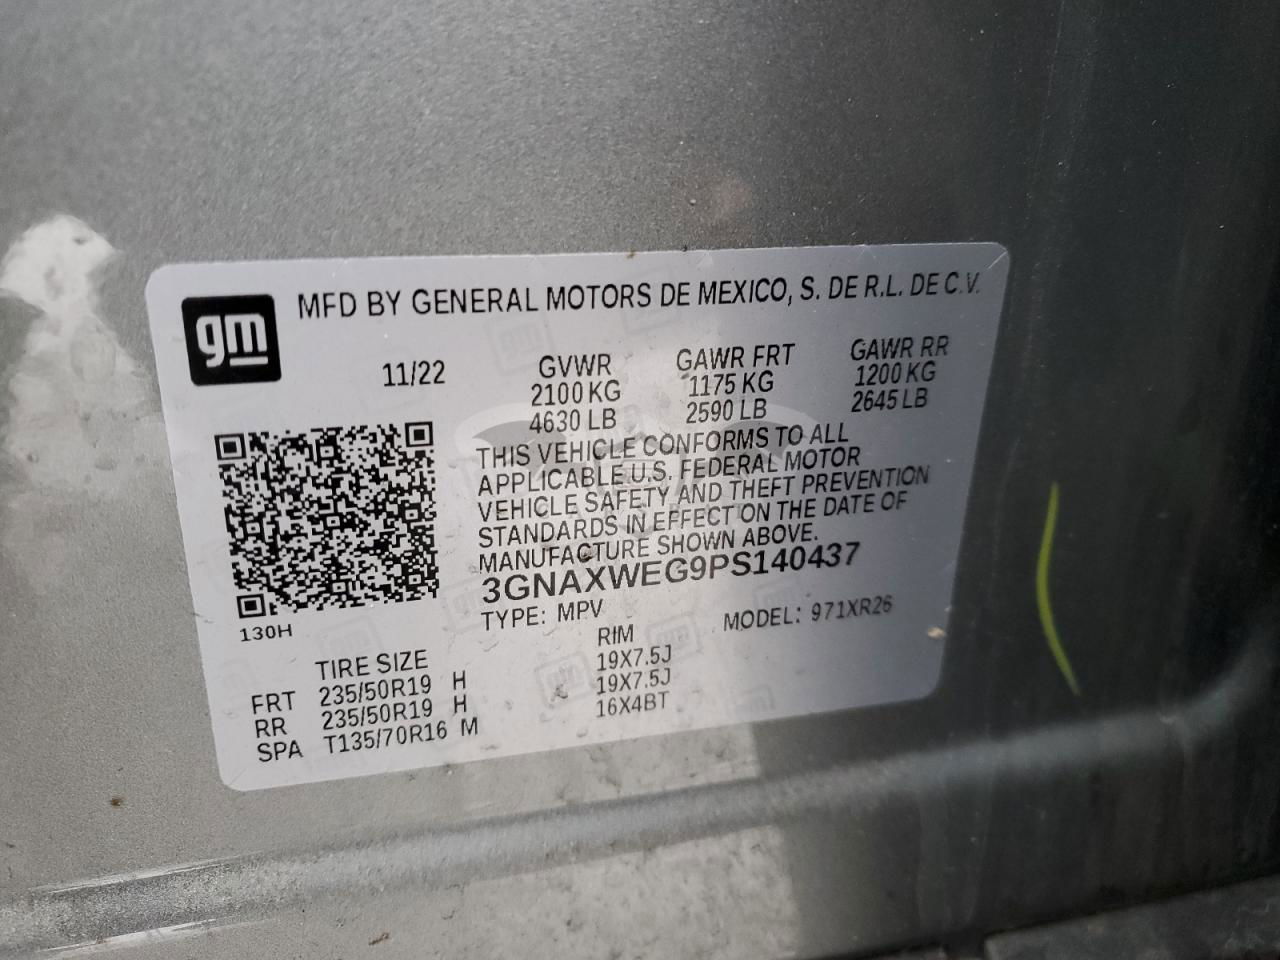 gm
MFD BY GENERAL MOTORS DE MEXICO, S. DE R.L. DE C.V.
11/22 GVWR GAWR FRT GAWR RR
2100 KG 1175 KG 1200 KG
4630 LB 2590 LB 2645 LB
THIS VEHICLE CONFORMS TO ALL
APPLICABLE U.S. FEDERAL MOTOR
VEHICLE SAFETY AND THEFT PREVENTION
STANDARDS IN EFFECT ON THE DATE OF
MANUFACTURE SHOWN ABOVE.
3GNAXWEG9PS140437
TYPE: MPV MODEL: 971XR26
130H
TIRE SIZE RIM
FRT 235/50R19 H 19X7.5J
RR 235/50R19 H 19X7.5J
SPA T135/70R16 M 16X4BT